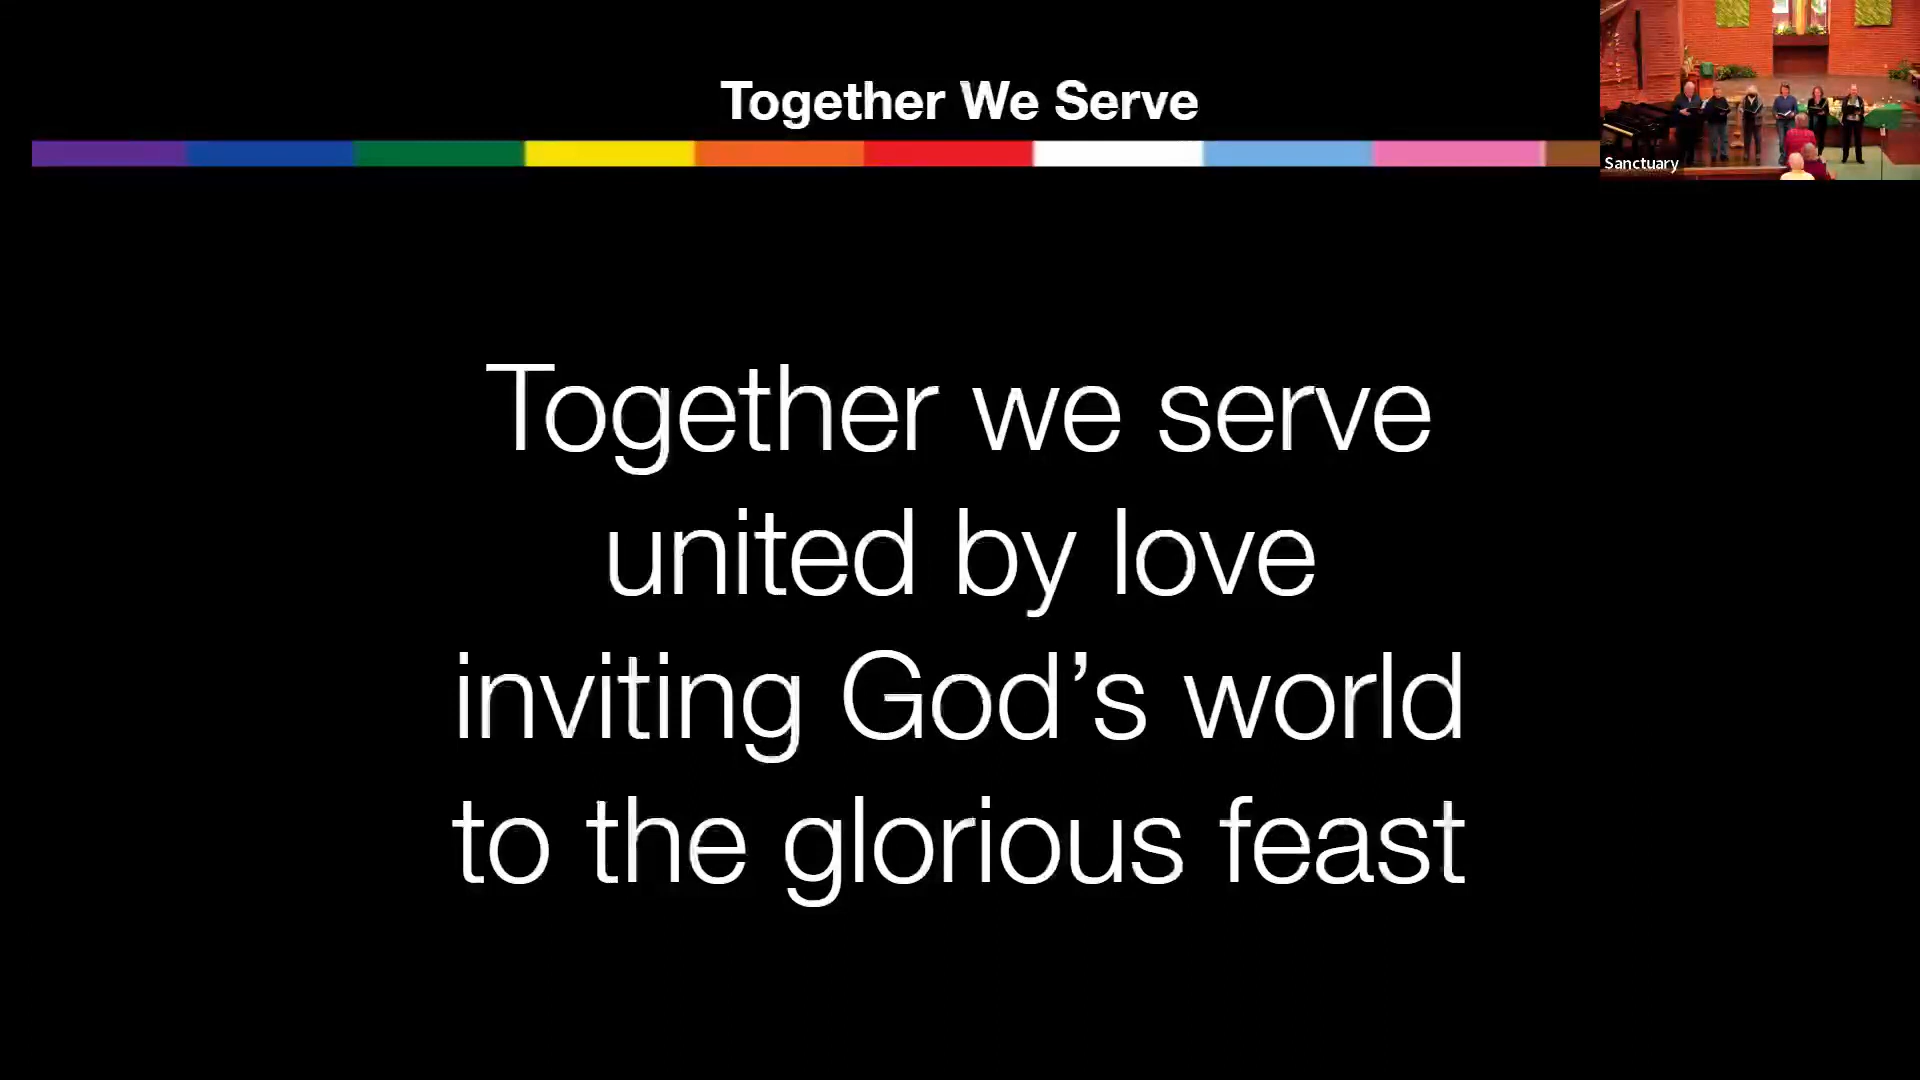 Together We Serve
Sanctuary
Together we serve
united by love
inviting God’s world
to the glorious feast